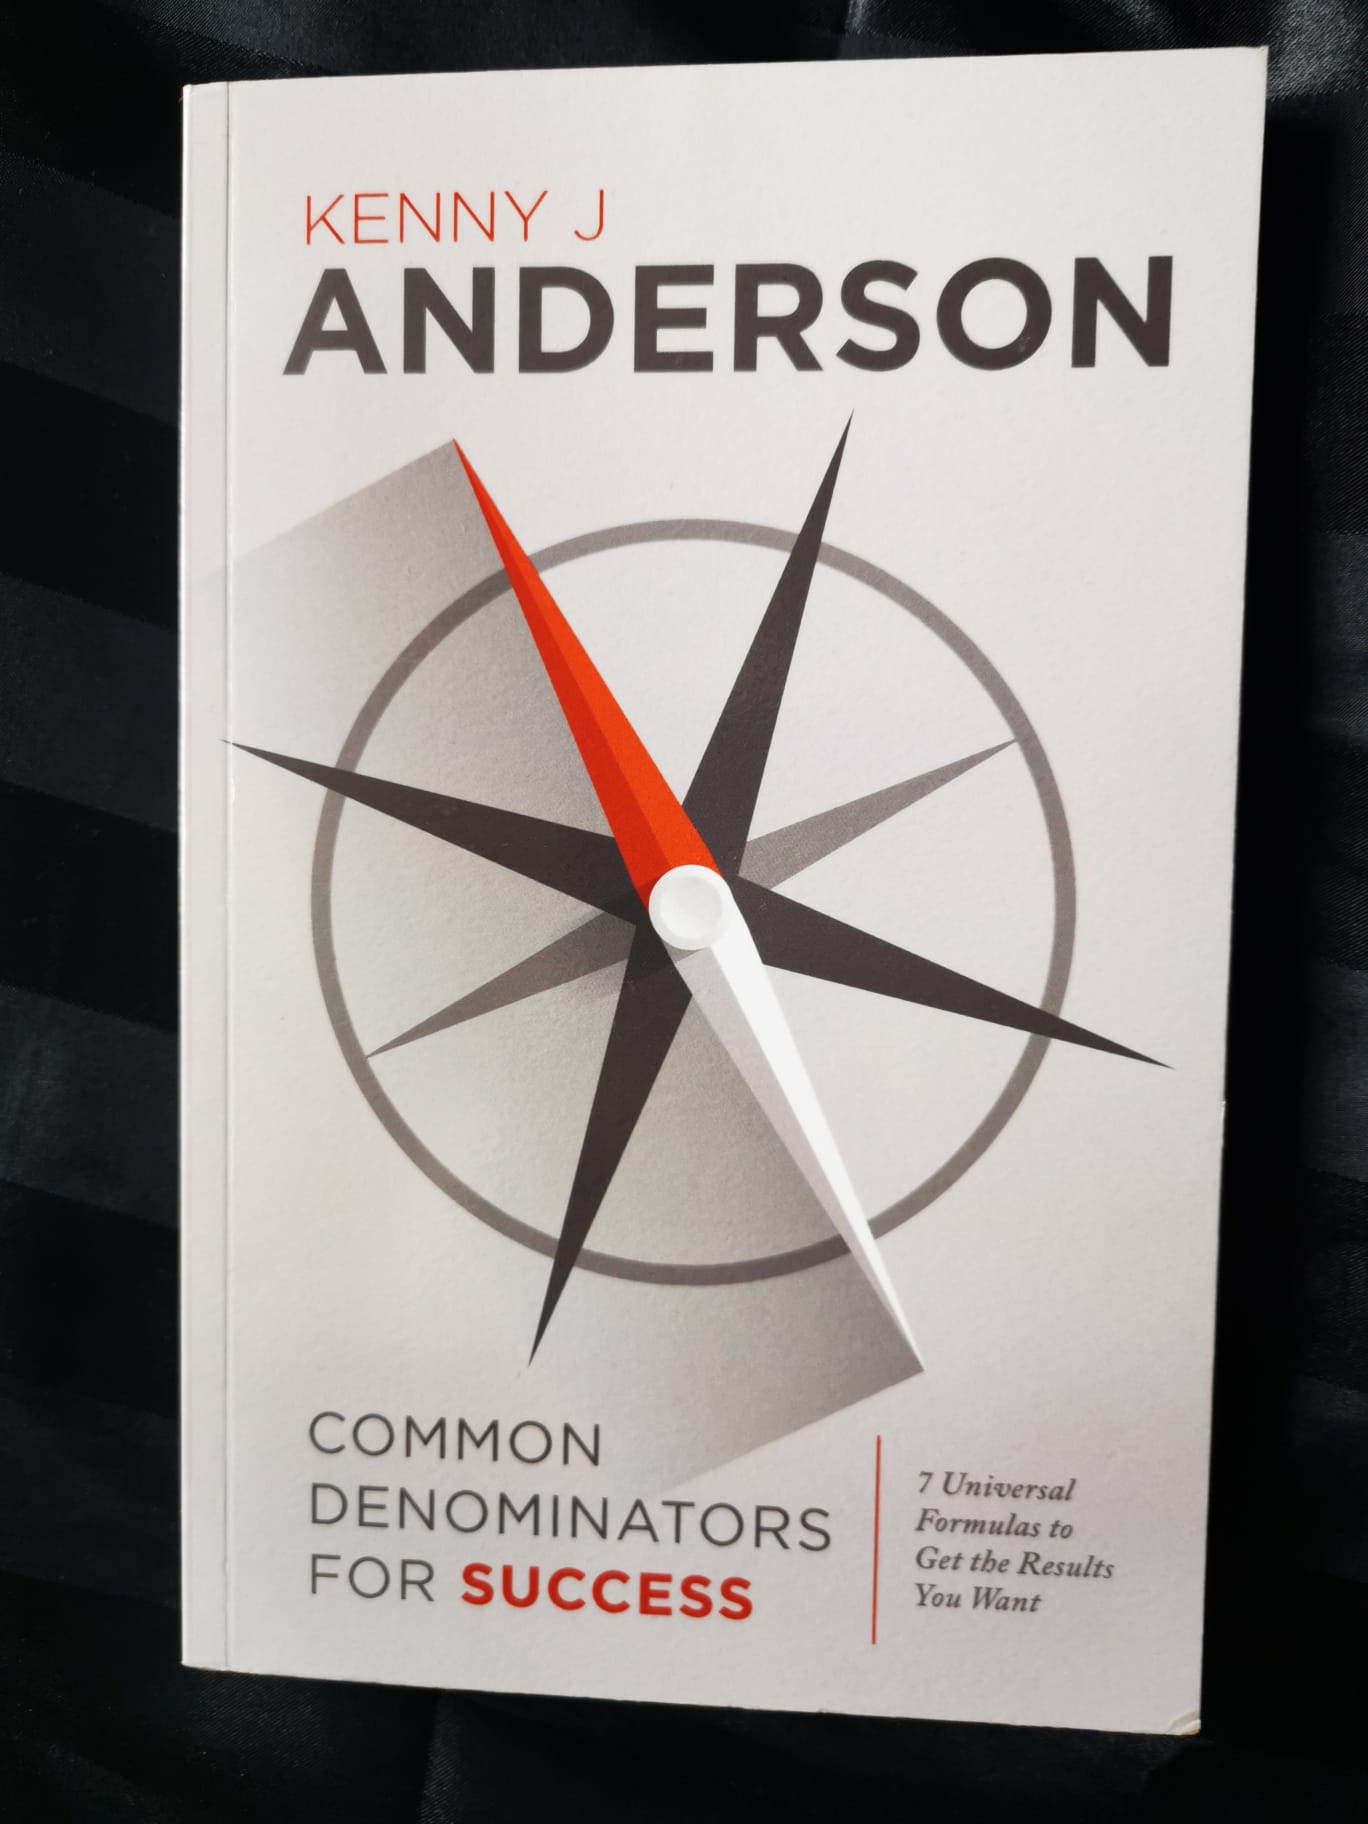 KENNY J
ANDERSON
COMMON
DENOMINATORS
FOR SUCCESS
7 Universal
Formulas to
Get the Results
You Want